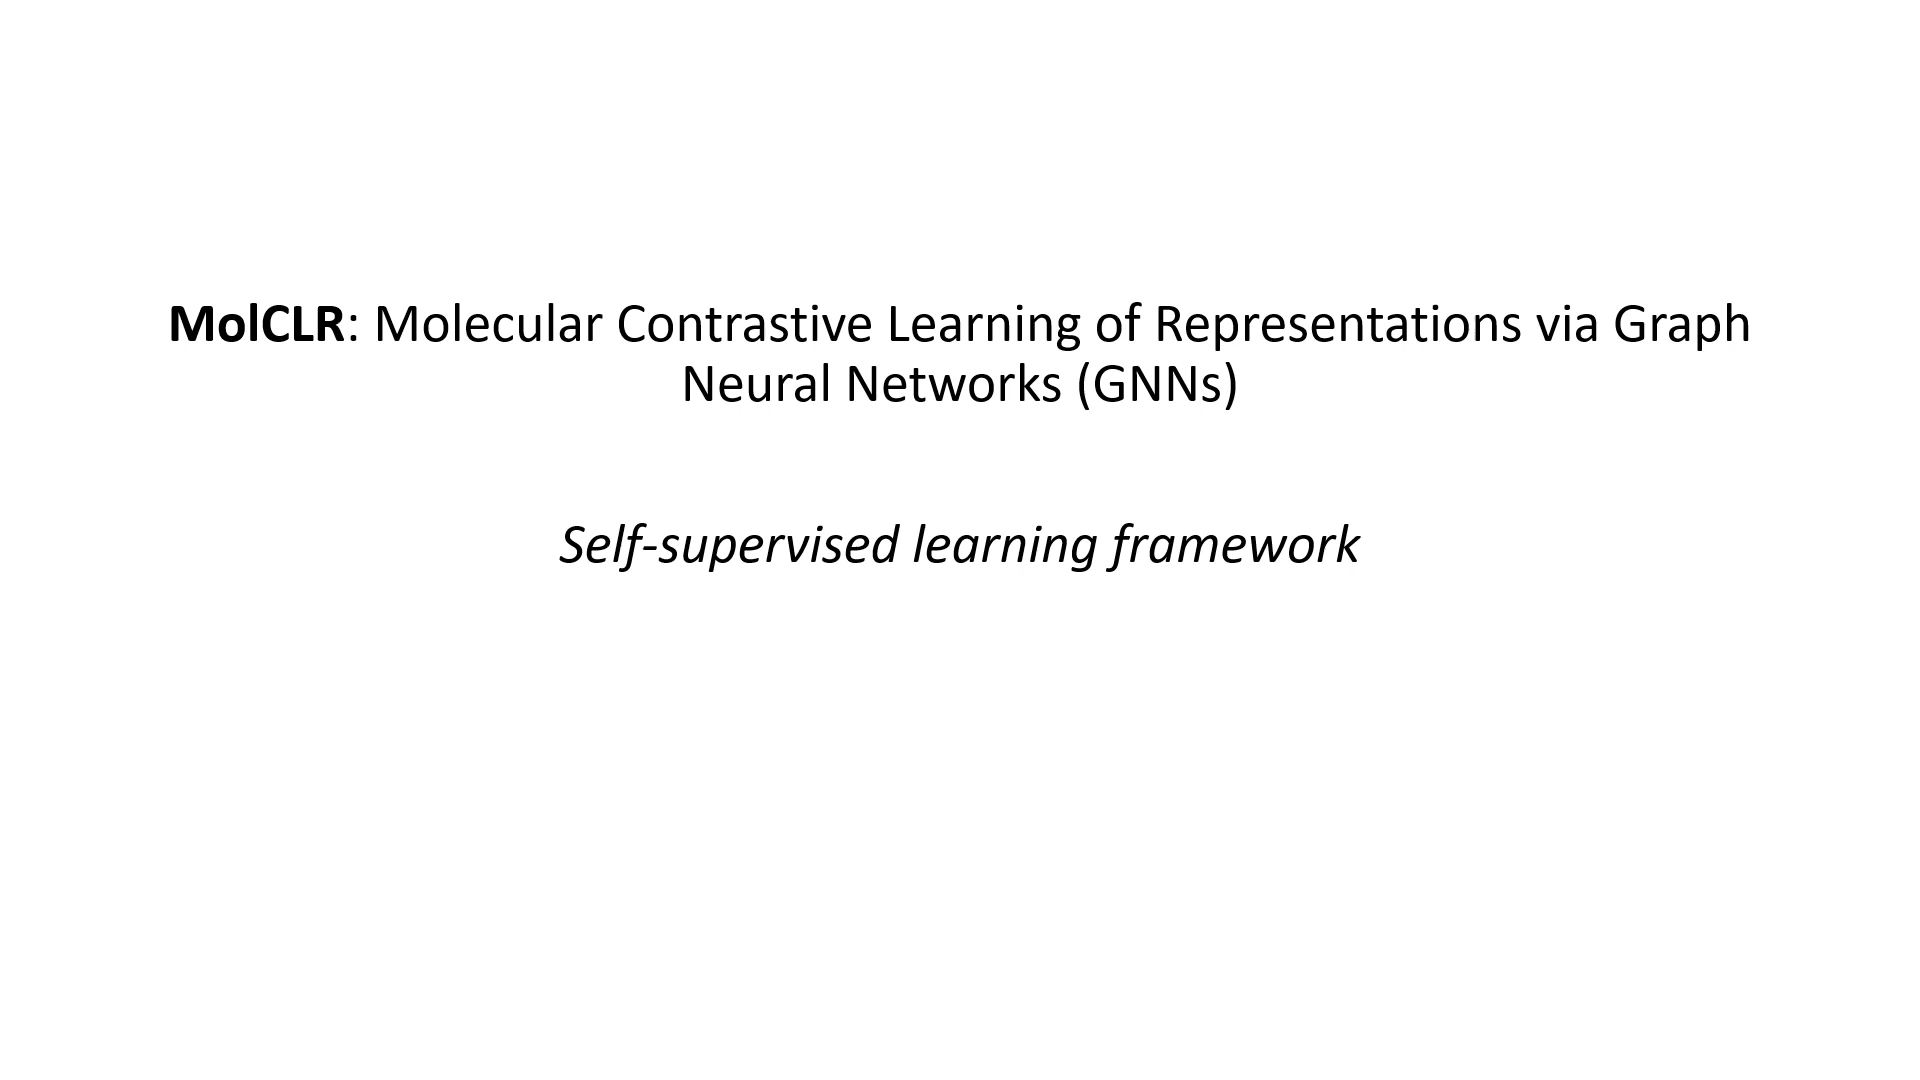 MolCLR: Molecular Contrastive Learning of Representations via Graph
Neural Networks (GNNs)
Self-supervised learning framework